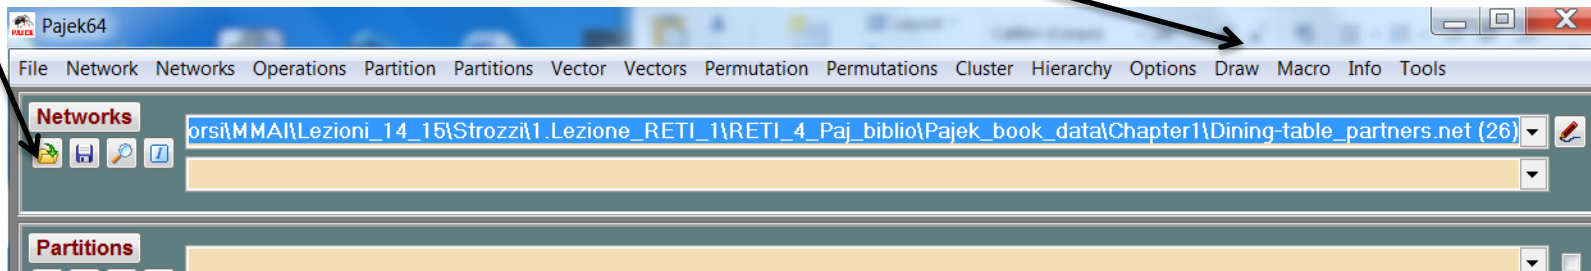 Pajek64
File Network Networks Operations Partition Partitions Vector Vectors Permutation Permutations Cluster Hierarchy Options Draw Macro Info Tools
Networks
orsi\MMAI\Lezioni_14_15\Strozzi\1.Lezione_RETI_1\RETI_4_Paj_biblio\Pajek_book_data\Chapter1\Dining-table_partners.net (26)
Partitions